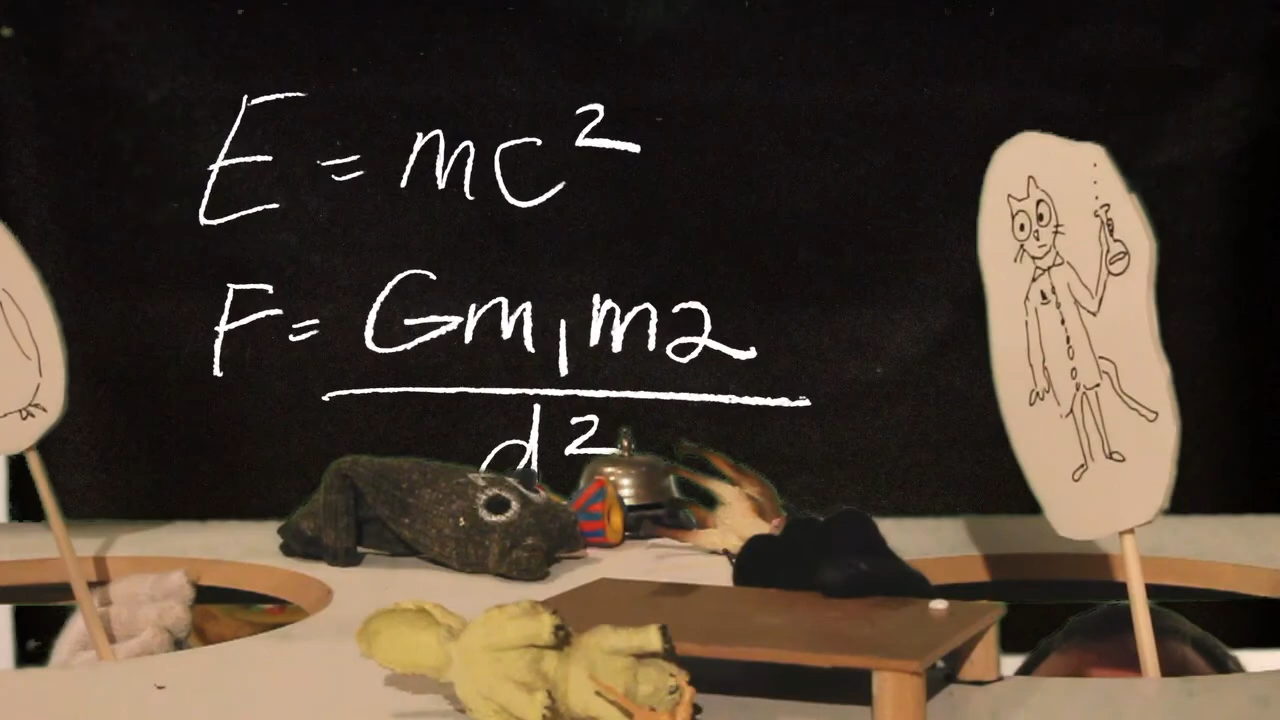 E = mc²
F = Gm₁m2
d²